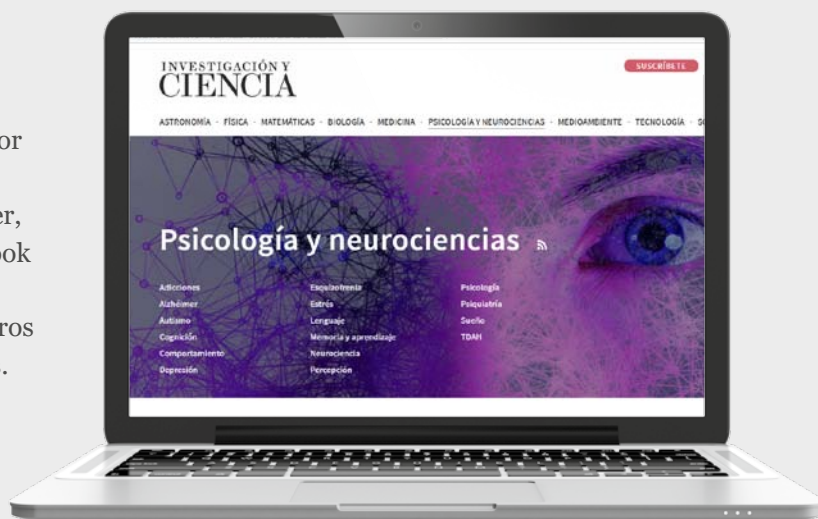 or
er,
ook
ros
INVESTIGACIÓN Y
CIENCIA
SUSCRÍBETE
ASTRONOMÍA - FÍSICA - MATEMÁTICAS - BIOLOGÍA - MEDICINA - PSICOLOGÍA Y NEUROCIENCIAS - MEDIOAMBIENTE - TECNOLOGÍA -
Psicología y neurociencias
Adicciones
Alzhéimer
Autismo
Cognición
Comportamiento
Depresión
Esquizofrenia
Estrés
Lenguaje
Memoria y aprendizaje
Neurociencia
Percepción
Psicología
Psiquiatría
Sueño
TDAH